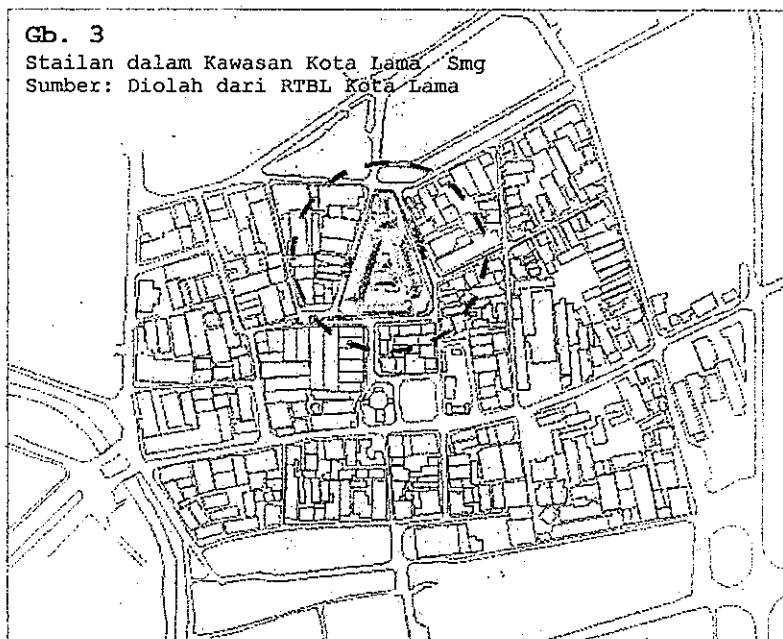 Gb. 3
Stailan dalam Kawasan Kota Lama Smg
Sumber: Diolah dari RTBL Kota Lama